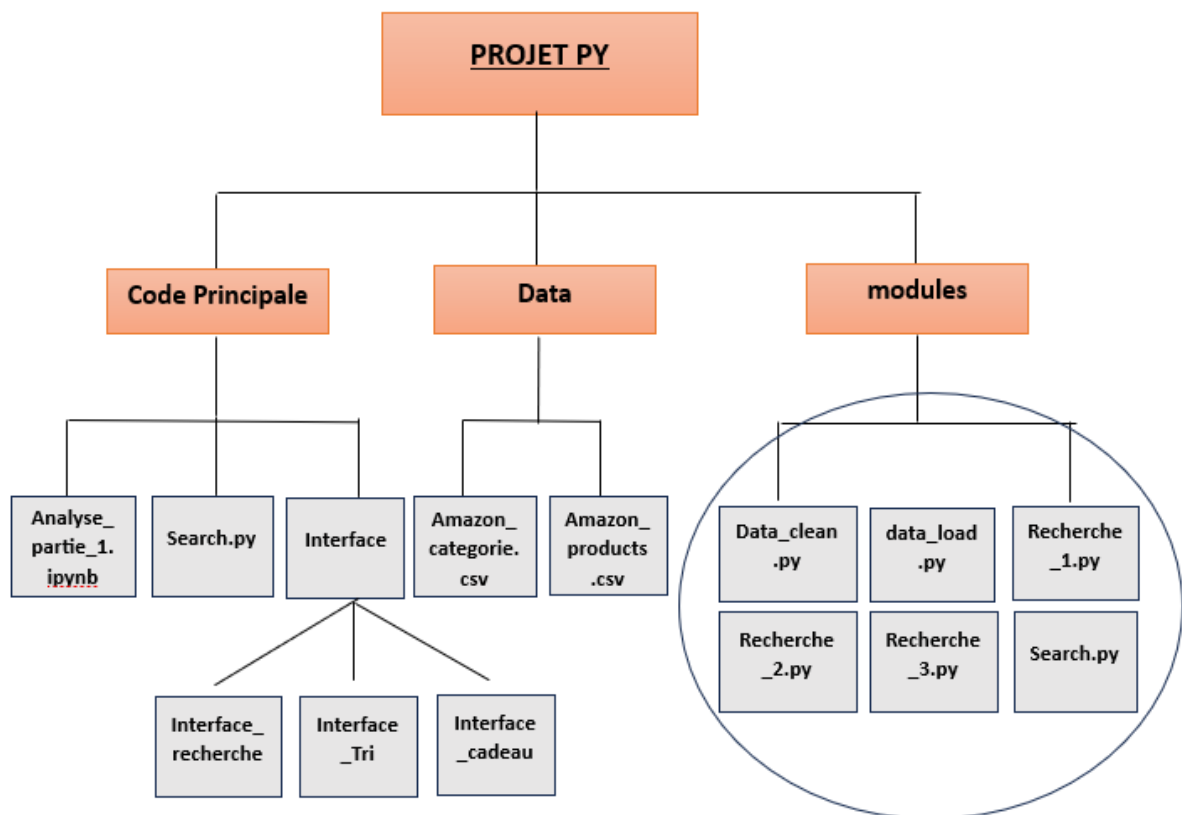 PROJET PY
Code Principale
Data
modules
Analyse_
partie_1.
ipynb
Search.py
Interface
Amazon_
categorie.
csv
Amazon_
products
.csv
Data_clean
.py
data_load
.py
Recherche
_1.py
Recherche
_2.py
Recherche
_3.py
Search.py
Interface_
recherche
Interface
_Tri
Interface
_cadeau